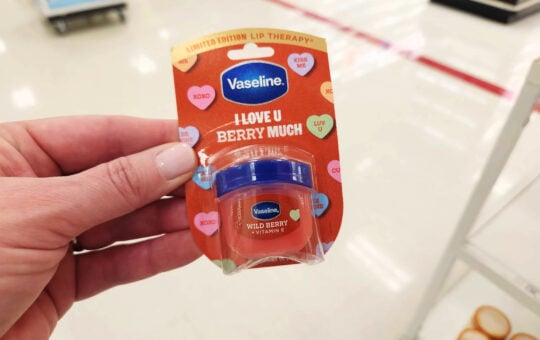 LIMITED EDITION LIP THERAPY®
KISS ME
Vaseline.
XOXO
I LOVE U
BERRY MUCH
LUV U
Vaseline.
WILD BERRY
+ VITAMIN E
XOXO